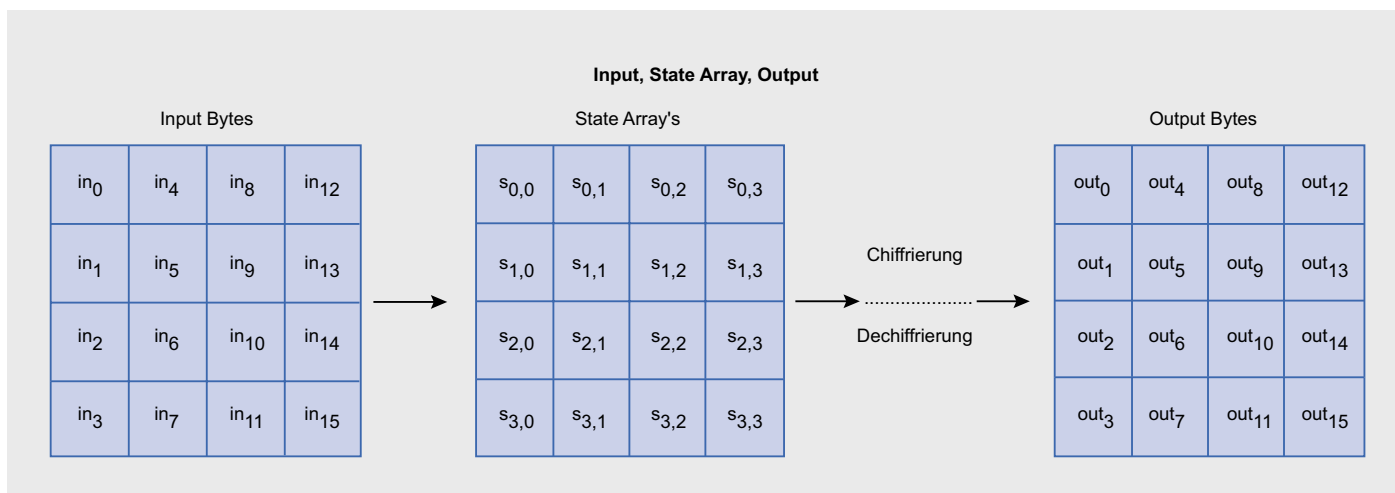 Input, State Array, Output
Input Bytes
in0 in4 in8 in12
in1 in5 in9 in13
in2 in6 in10 in14
in3 in7 in11 in15
State Array's
s0,0 s0,1 s0,2 s0,3
s1,0 s1,1 s1,2 s1,3
s2,0 s2,1 s2,2 s2,3
s3,0 s3,1 s3,2 s3,3
Chiffrierung
.....................
Dechiffrierung
Output Bytes
out0 out4 out8 out12
out1 out5 out9 out13
out2 out6 out10 out14
out3 out7 out11 out15